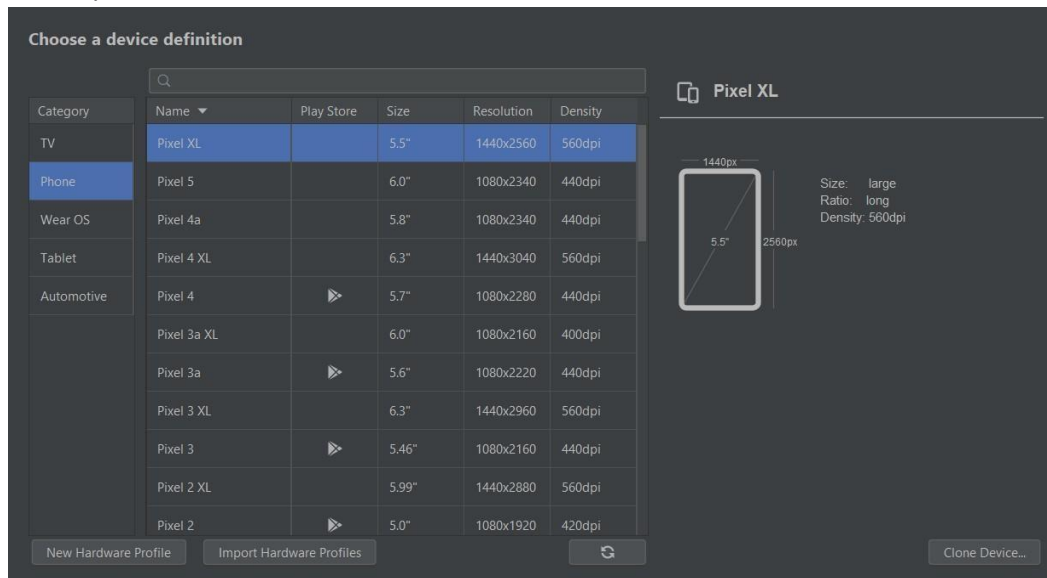 Choose a device definition
Category
TV
Phone
Wear OS
Tablet
Automotive
Name Play Store Size Resolution Density
Pixel XL 5.5" 1440x2560 560dpi
Pixel 5 6.0" 1080x2340 440dpi
Pixel 4a 5.8" 1080x2340 440dpi
Pixel 4 XL 6.3" 1440x3040 560dpi
Pixel 4 5.7" 1080x2280 440dpi
Pixel 3a XL 6.0" 1080x2160 400dpi
Pixel 3a 5.6" 1080x2220 440dpi
Pixel 3 XL 6.3" 1440x2960 560dpi
Pixel 3 5.46" 1080x2160 440dpi
Pixel 2 XL 5.99" 1440x2880 560dpi
Pixel 2 5.0" 1080x1920 420dpi
Pixel XL
1440px
5.5" 2560px
Size: large
Ratio: long
Density: 560dpi
New Hardware Profile Import Hardware Profiles Clone Device...